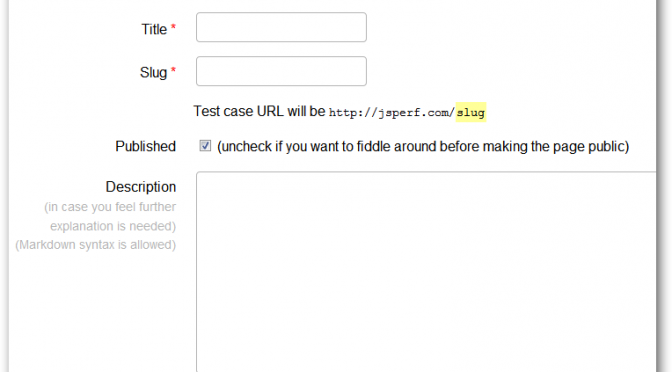 Title *
Slug *
Test case URL will be http://jsperf.com/slug
Published (uncheck if you want to fiddle around before making the page public)
Description
(in case you feel further
explanation is needed)
(Markdown syntax is allowed)